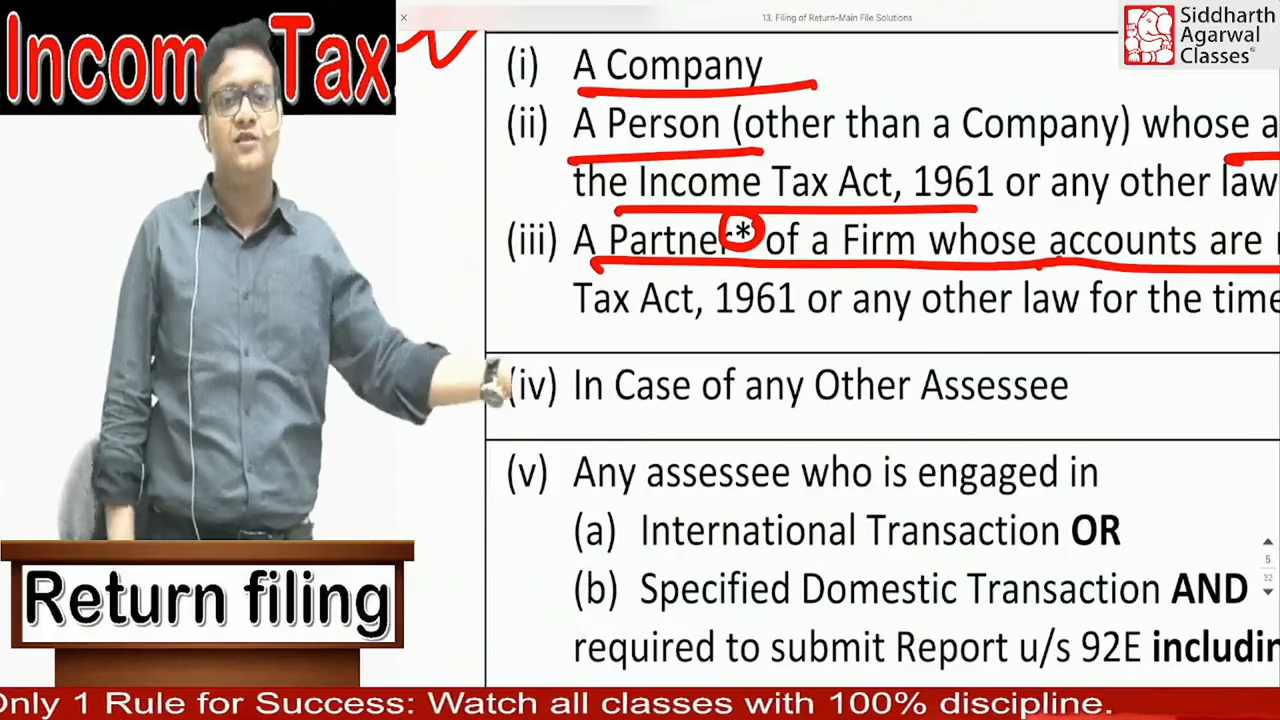 Income Tax.
13. Filing of Return-Main File Solutions
Siddharth
Agarwal
Classes®
(i) A Company
(ii) A Person (other than a Company) whose a
the Income Tax Act, 1961 or any other law
(iii) A Partner* of a Firm whose accounts are
Tax Act, 1961 or any other law for the time
(iv) In Case of any Other Assessee
(v) Any assessee who is engaged in
(a) International Transaction OR
(b) Specified Domestic Transaction AND
required to submit Report u/s 92E includin
5
32
Return filing
Only 1 Rule for Success: Watch all classes with 100% discipline.